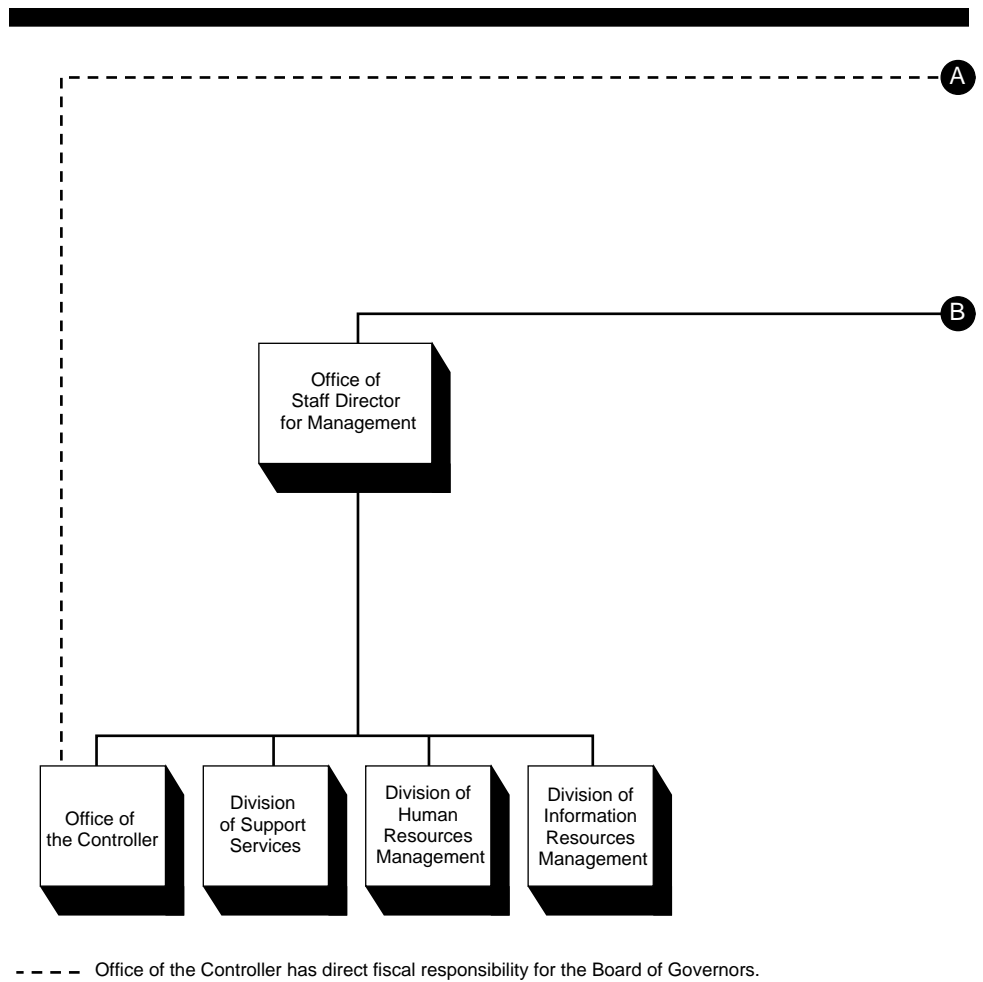 A
B
Office of
Staff Director
for Management
Office of
the Controller
Division
of Support
Services
Division of
Human
Resources
Management
Division of
Information
Resources
Management
Office of the Controller has direct fiscal responsibility for the Board of Governors.